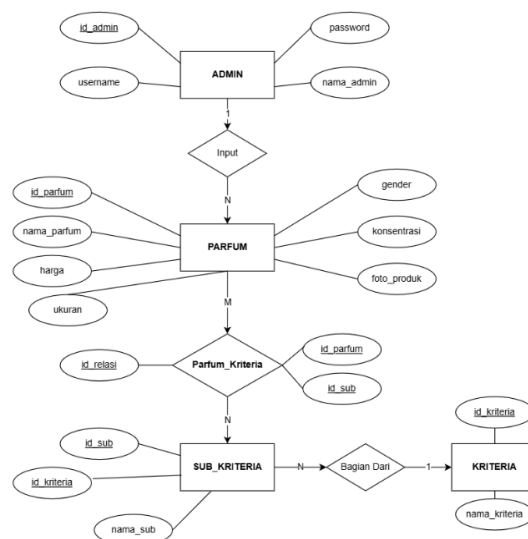 id_admin
password
ADMIN
username
nama_admin
1
Input
N
id_parfum
gender
nama_parfum
PARFUM
konsentrasi
harga
foto_produk
ukuran
M
id_relasi
Parfum_Kriteria
id_parfum
id_sub
N
id_sub
id_kriteria
SUB_KRITERIA
N
Bagian Dari
1
KRITERIA
id_kriteria
nama_sub
nama_kriteria